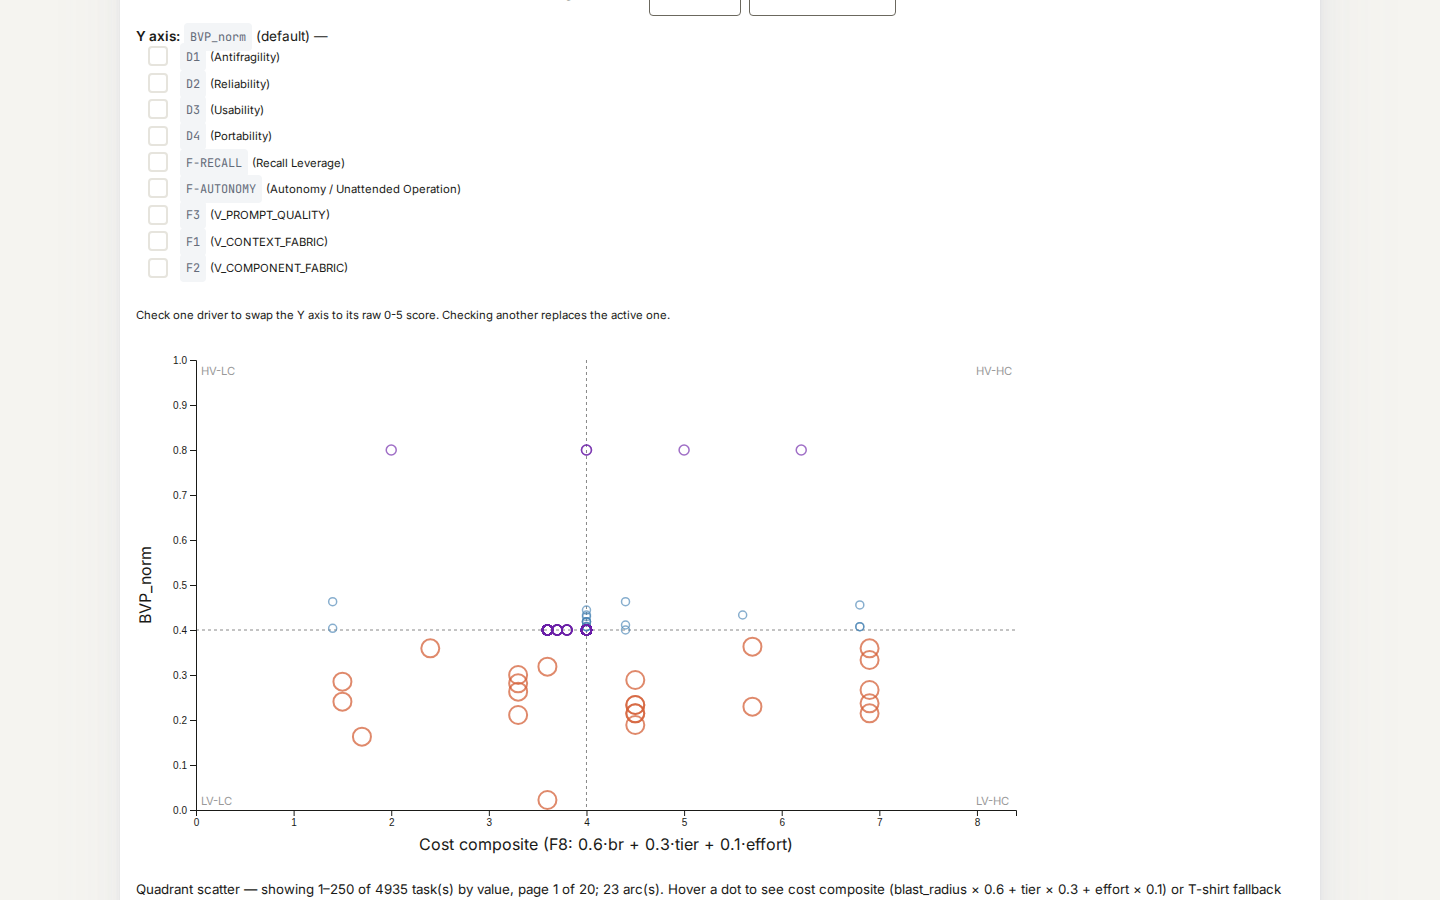 Y axis: BVP_norm (default) —
D1 (Antifragility)
D2 (Reliability)
D3 (Usability)
D4 (Portability)
F-RECALL (Recall Leverage)
F-AUTONOMY (Autonomy / Unattended Operation)
F3 (V_PROMPT_QUALITY)
F1 (V_CONTEXT_FABRIC)
F2 (V_COMPONENT_FABRIC)
Check one driver to swap the Y axis to its raw 0-5 score. Checking another replaces the active one.
1.0
HV-LC
HV-HC
0.9
0.8
0.7
0.6
0.5
0.4
0.3
0.2
0.1
0.0
BVP_norm
LV-LC
LV-HC
0 1 2 3 4 5 6 7 8
Cost composite (F8: 0.6·br + 0.3·tier + 0.1·effort)
Quadrant scatter — showing 1–250 of 4935 task(s) by value, page 1 of 20; 23 arc(s). Hover a dot to see cost composite (blast_radius × 0.6 + tier × 0.3 + effort × 0.1) or T-shirt fallback